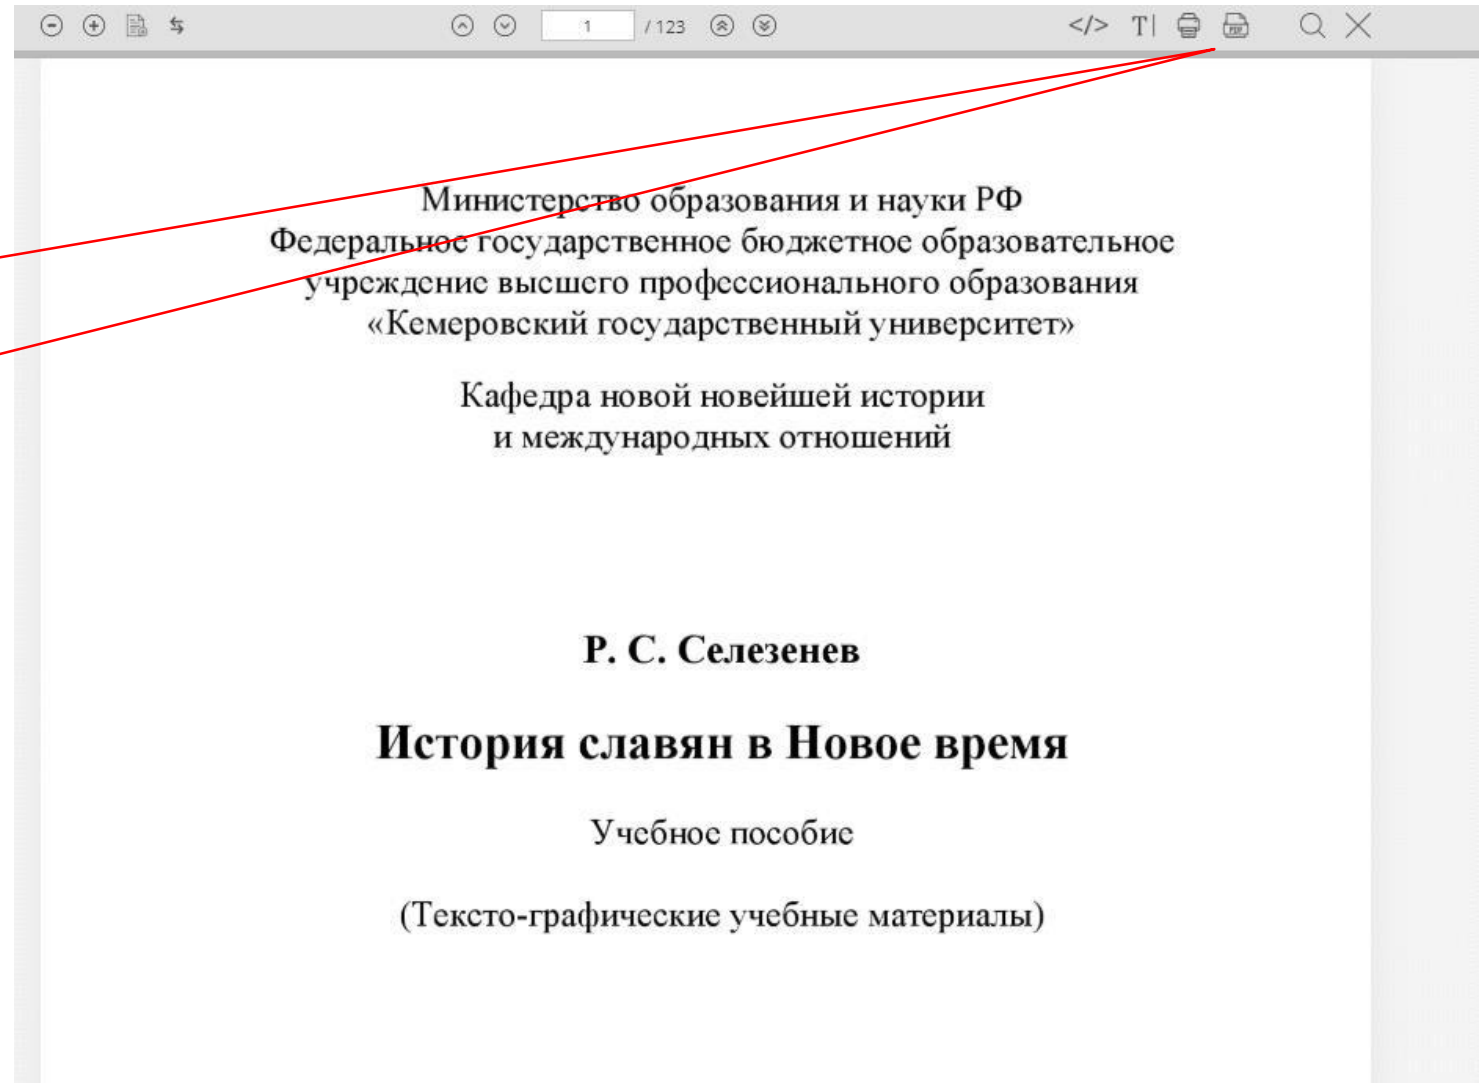 1 / 123 </> T|
PDF
Министерство образования и науки РФ
Федеральное государственное бюджетное образовательное
учреждение высшего профессионального образования
«Кемеровский государственный университет»
Кафедра новой новейшей истории
и международных отношений
Р. С. Селезенев
История славян в Новое время
Учебное пособие
(Тексто-графические учебные материалы)